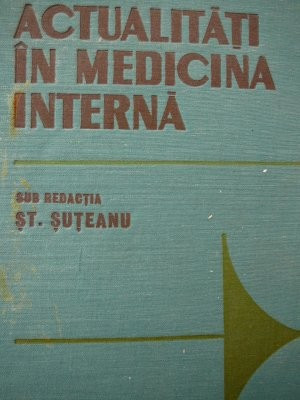 ACTUALITĂȚI
ÎN MEDICINA
INTERNĂ
SUB REDACȚIA
ȘT. ȘUȚEANU